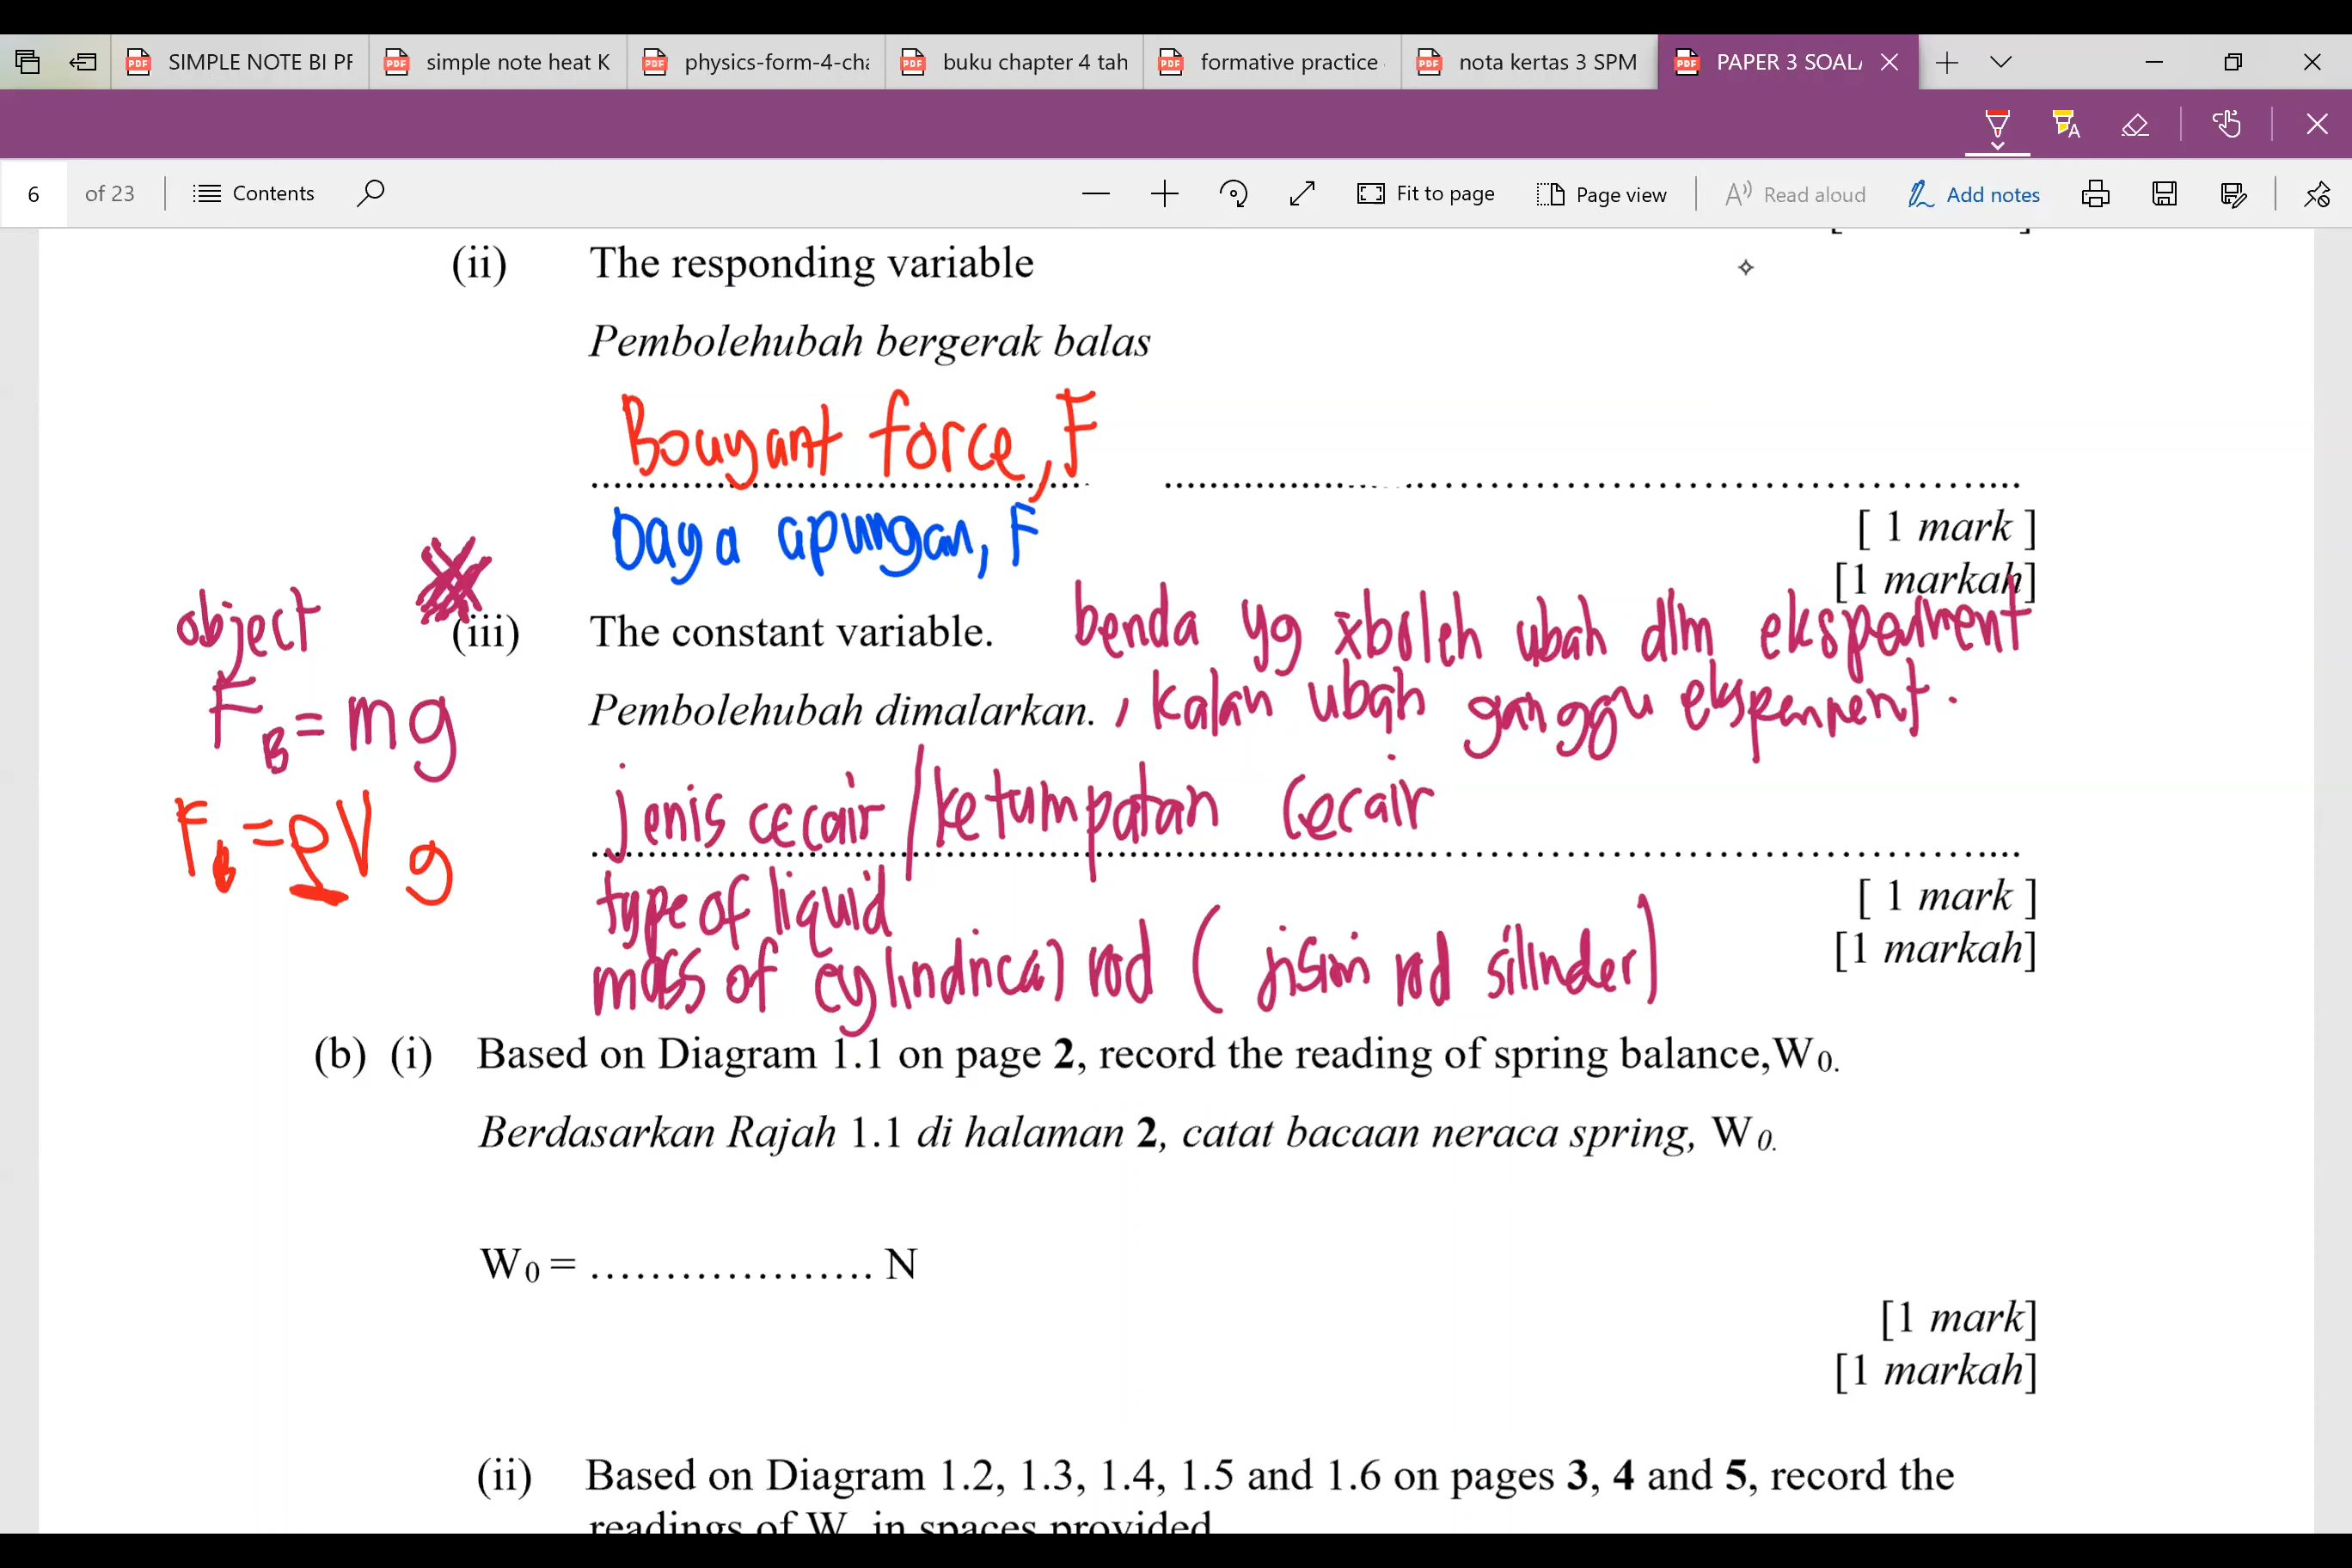 SIMPLE NOTE BI PF
simple note heat K
physics-form-4-cha
buku chapter 4 tah
formative practice
nota kertas 3 SPM
PAPER 3 SOAL
6 of 23 Contents Fit to page Page view Read aloud Add notes
(ii) The responding variable
Pembolehubah bergerak balas
Bouyant force, F
Daya apungan, F
[ 1 mark ]
[1 markah]
object
F_B = mg
F_B = ρVg
(iii) The constant variable. benda yg xboleh ubah dlm eksperiment
Pembolehubah dimalarkan. , kalau ubah ganggu eksperiment.
jenis cecair / ketumpatan cecair
type of liquid
[ 1 mark ]
mass of cylindrical rod ( jisim rod silinder)
[1 markah]
(b) (i) Based on Diagram 1.1 on page 2, record the reading of spring balance,W₀.
Berdasarkan Rajah 1.1 di halaman 2, catat bacaan neraca spring, W₀.
W₀ = ................... N
[1 mark]
[1 markah]
(ii) Based on Diagram 1.2, 1.3, 1.4, 1.5 and 1.6 on pages 3, 4 and 5, record the
readings of W in spaces provided